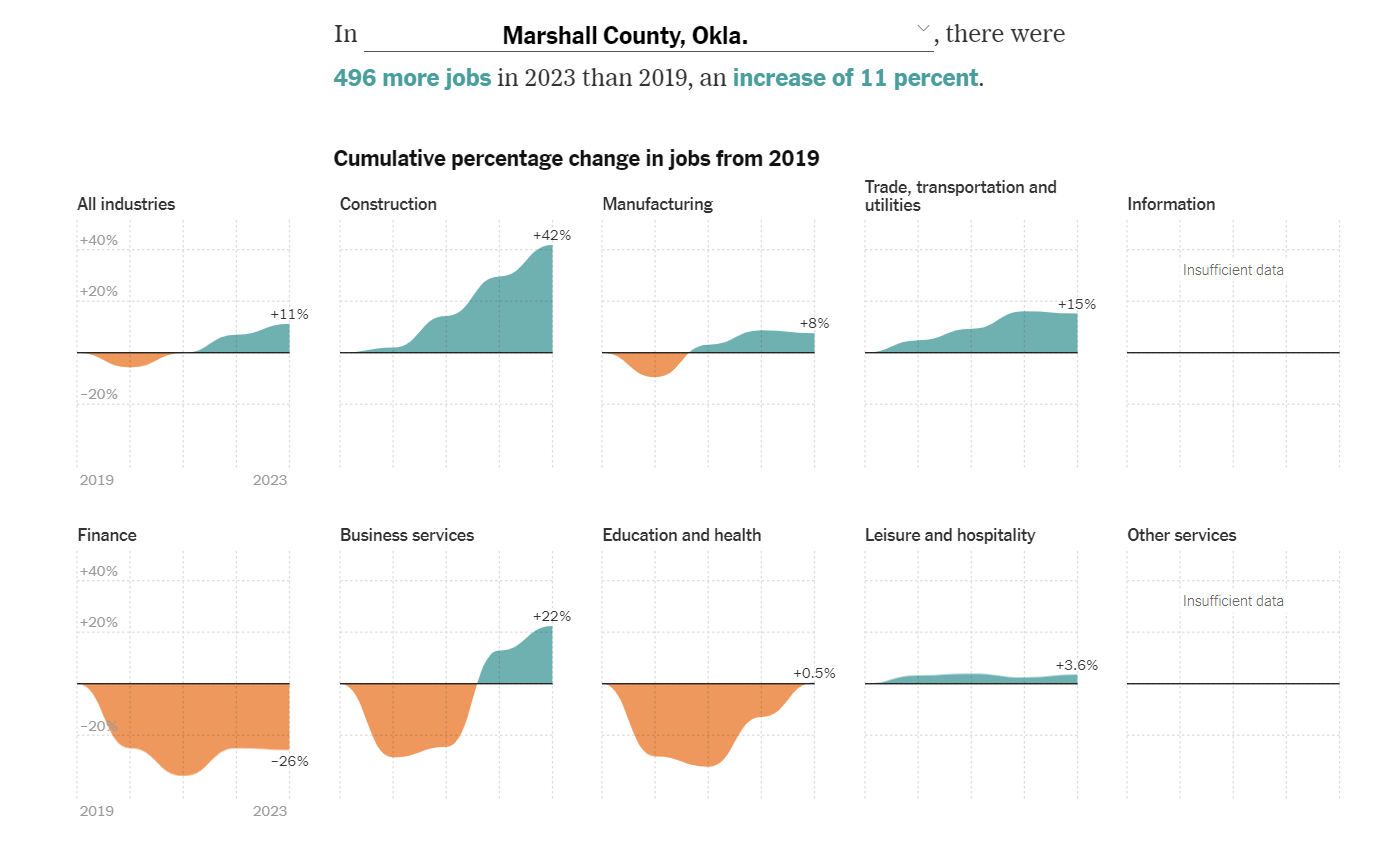 In Marshall County, Okla. , there were
496 more jobs in 2023 than 2019, an increase of 11 percent.
Cumulative percentage change in jobs from 2019
All industries
+40%
+20%
+11%
−20%
2019 2023
Construction
+42%
Manufacturing
+8%
Trade, transportation and
utilities
+15%
Information
Insufficient data
Finance
+40%
+20%
−20%
−26%
2019 2023
Business services
+22%
Education and health
+0.5%
Leisure and hospitality
+3.6%
Other services
Insufficient data